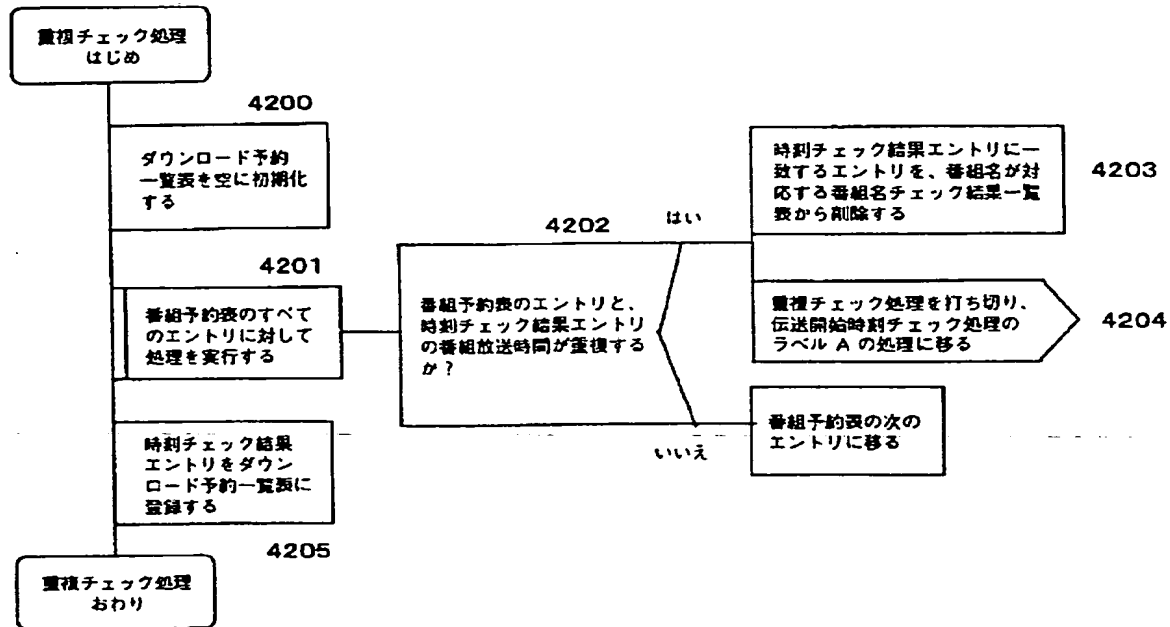 重複チェック処理
はじめ
4200
ダウンロード予約
一覧表を空に初期化
する
4201
番組予約表のすべて
のエントリに対して
処理を実行する
4202
番組予約表のエントリと、
時刻チェック結果エントリ
の番組放送時間が重複する
か?
はい
時刻チェック結果エントリに一
致するエントリを、番組名が対
応する番組名チェック結果一覧
表から削除する
4203
重複チェック処理を打ち切り、
伝送開始時刻チェック処理の
ラベル A の処理に移る
4204
いいえ
番組予約表の次の
エントリに移る
時刻チェック結果
エントリをダウン
ロード予約一覧表に
登録する
4205
重複チェック処理
おわり